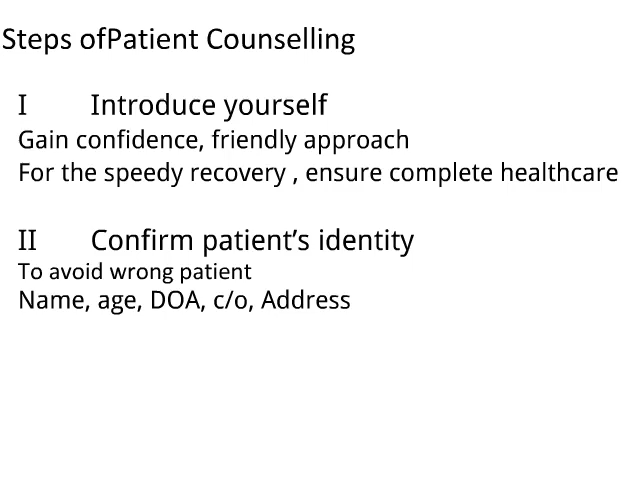 Steps ofPatient Counselling
I Introduce yourself
Gain confidence, friendly approach
For the speedy recovery , ensure complete healthcare
II Confirm patient’s identity
To avoid wrong patient
Name, age, DOA, c/o, Address